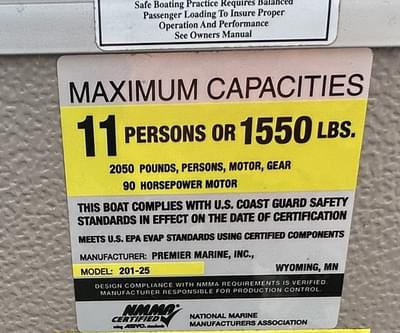 Safe Boating Practice Requires Balanced
Passenger Loading To Insure Proper
Operation And Performance
See Owners Manual
MAXIMUM CAPACITIES
11 PERSONS OR 1550 LBS.
2050 POUNDS, PERSONS, MOTOR, GEAR
90 HORSEPOWER MOTOR
THIS BOAT COMPLIES WITH U.S. COAST GUARD SAFETY
STANDARDS IN EFFECT ON THE DATE OF CERTIFICATION
MEETS U.S. EPA EVAP STANDARDS USING CERTIFIED COMPONENTS
MANUFACTURER: PREMIER MARINE, INC.,
MODEL: 201-25 WYOMING, MN
DESIGN COMPLIANCE WITH NMMA REQUIREMENTS IS VERIFIED.
MANUFACTURER RESPONSIBLE FOR PRODUCTION CONTROL.
NMMA
CERTIFIED
using ABYC standards
NATIONAL MARINE
MANUFACTURERS ASSOCIATION